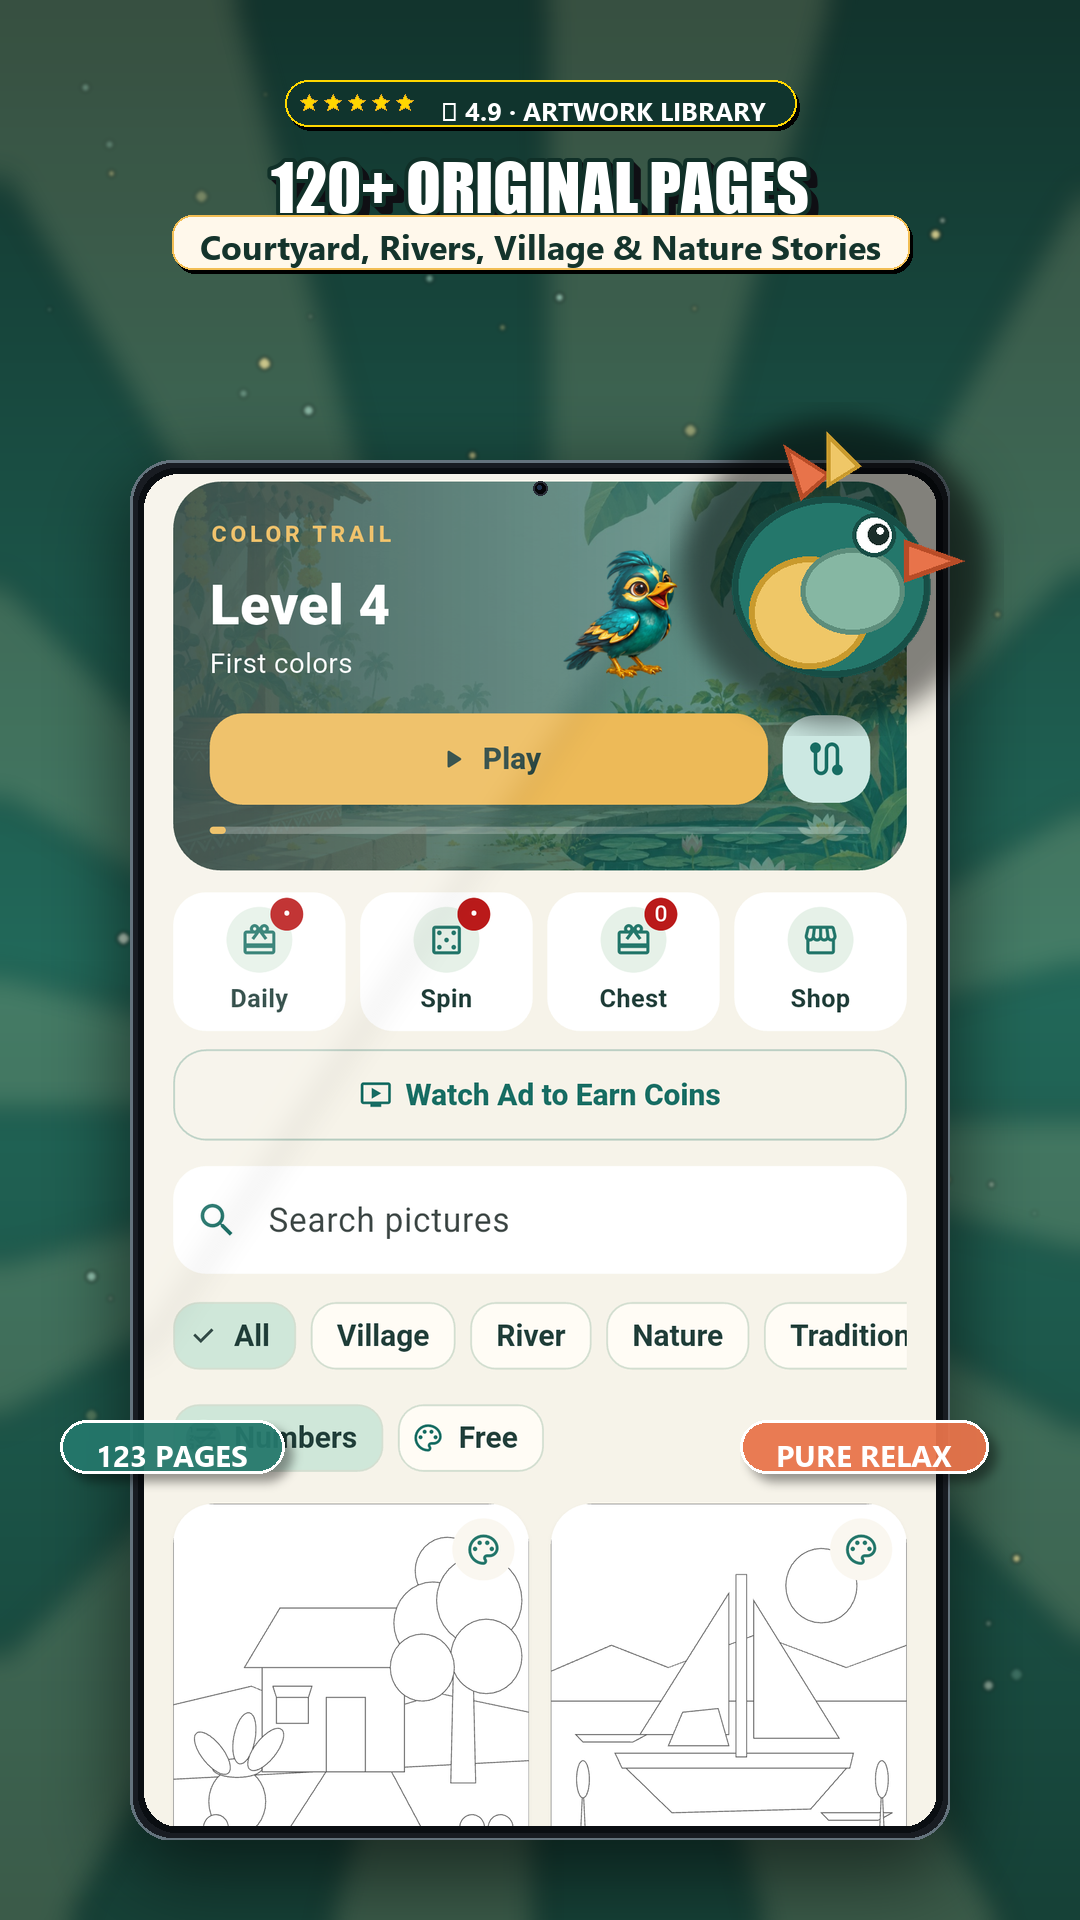 4.9 · ARTWORK LIBRARY
120+ ORIGINAL PAGES
Courtyard, Rivers, Village & Nature Stories
COLOR TRAIL
Level 4
First colors
Play
0
Daily
Spin
Chest
Shop
Watch Ad to Earn Coins
Search pictures
All
Village
River
Nature
Tradition
Numbers
Free
123 PAGES
PURE RELAX